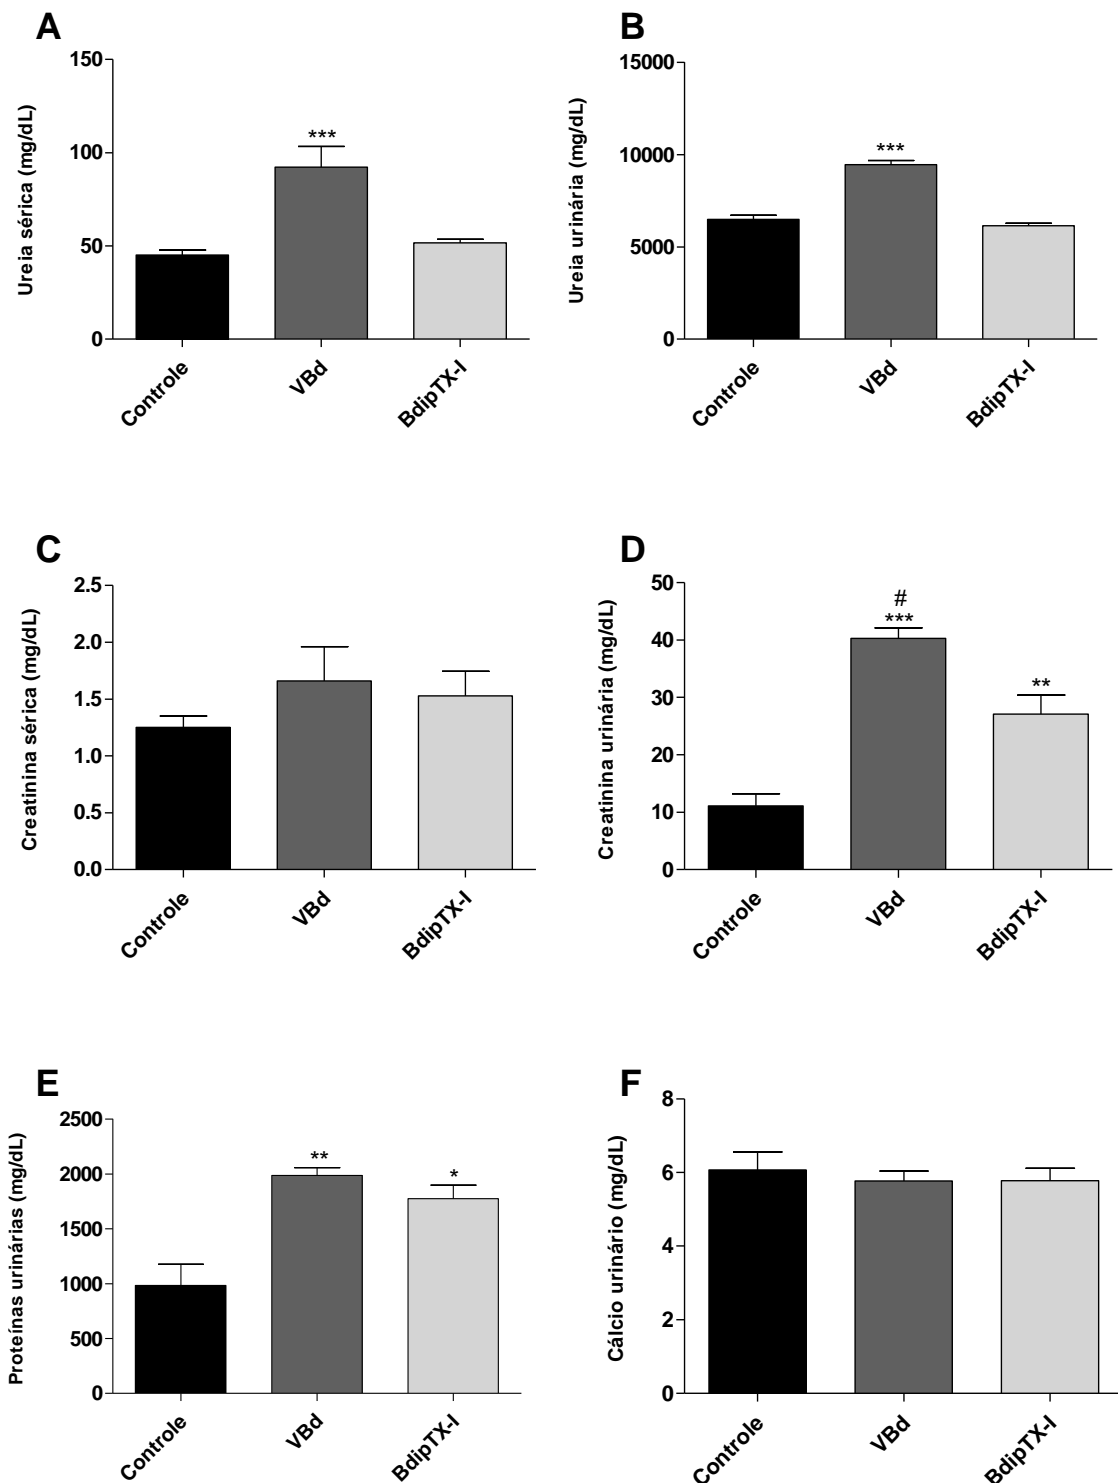 A
Ureia sérica (mg/dL)
150
100
50
0
***
Controle
VBd
BdipTX-I
B
Ureia urinária (mg/dL)
15000
10000
5000
0
***
Controle
VBd
BdipTX-I
C
Creatinina sérica (mg/dL)
2.5
2.0
1.5
1.0
0.5
0.0
Controle
VBd
BdipTX-I
D
Creatinina urinária (mg/dL)
50
40
30
20
10
0
#
***
**
Controle
VBd
BdipTX-I
E
Proteínas urinárias (mg/dL)
2500
2000
1500
1000
500
0
**
*
Controle
VBd
BdipTX-I
F
Cálcio urinário (mg/dL)
8
6
4
2
0
Controle
VBd
BdipTX-I